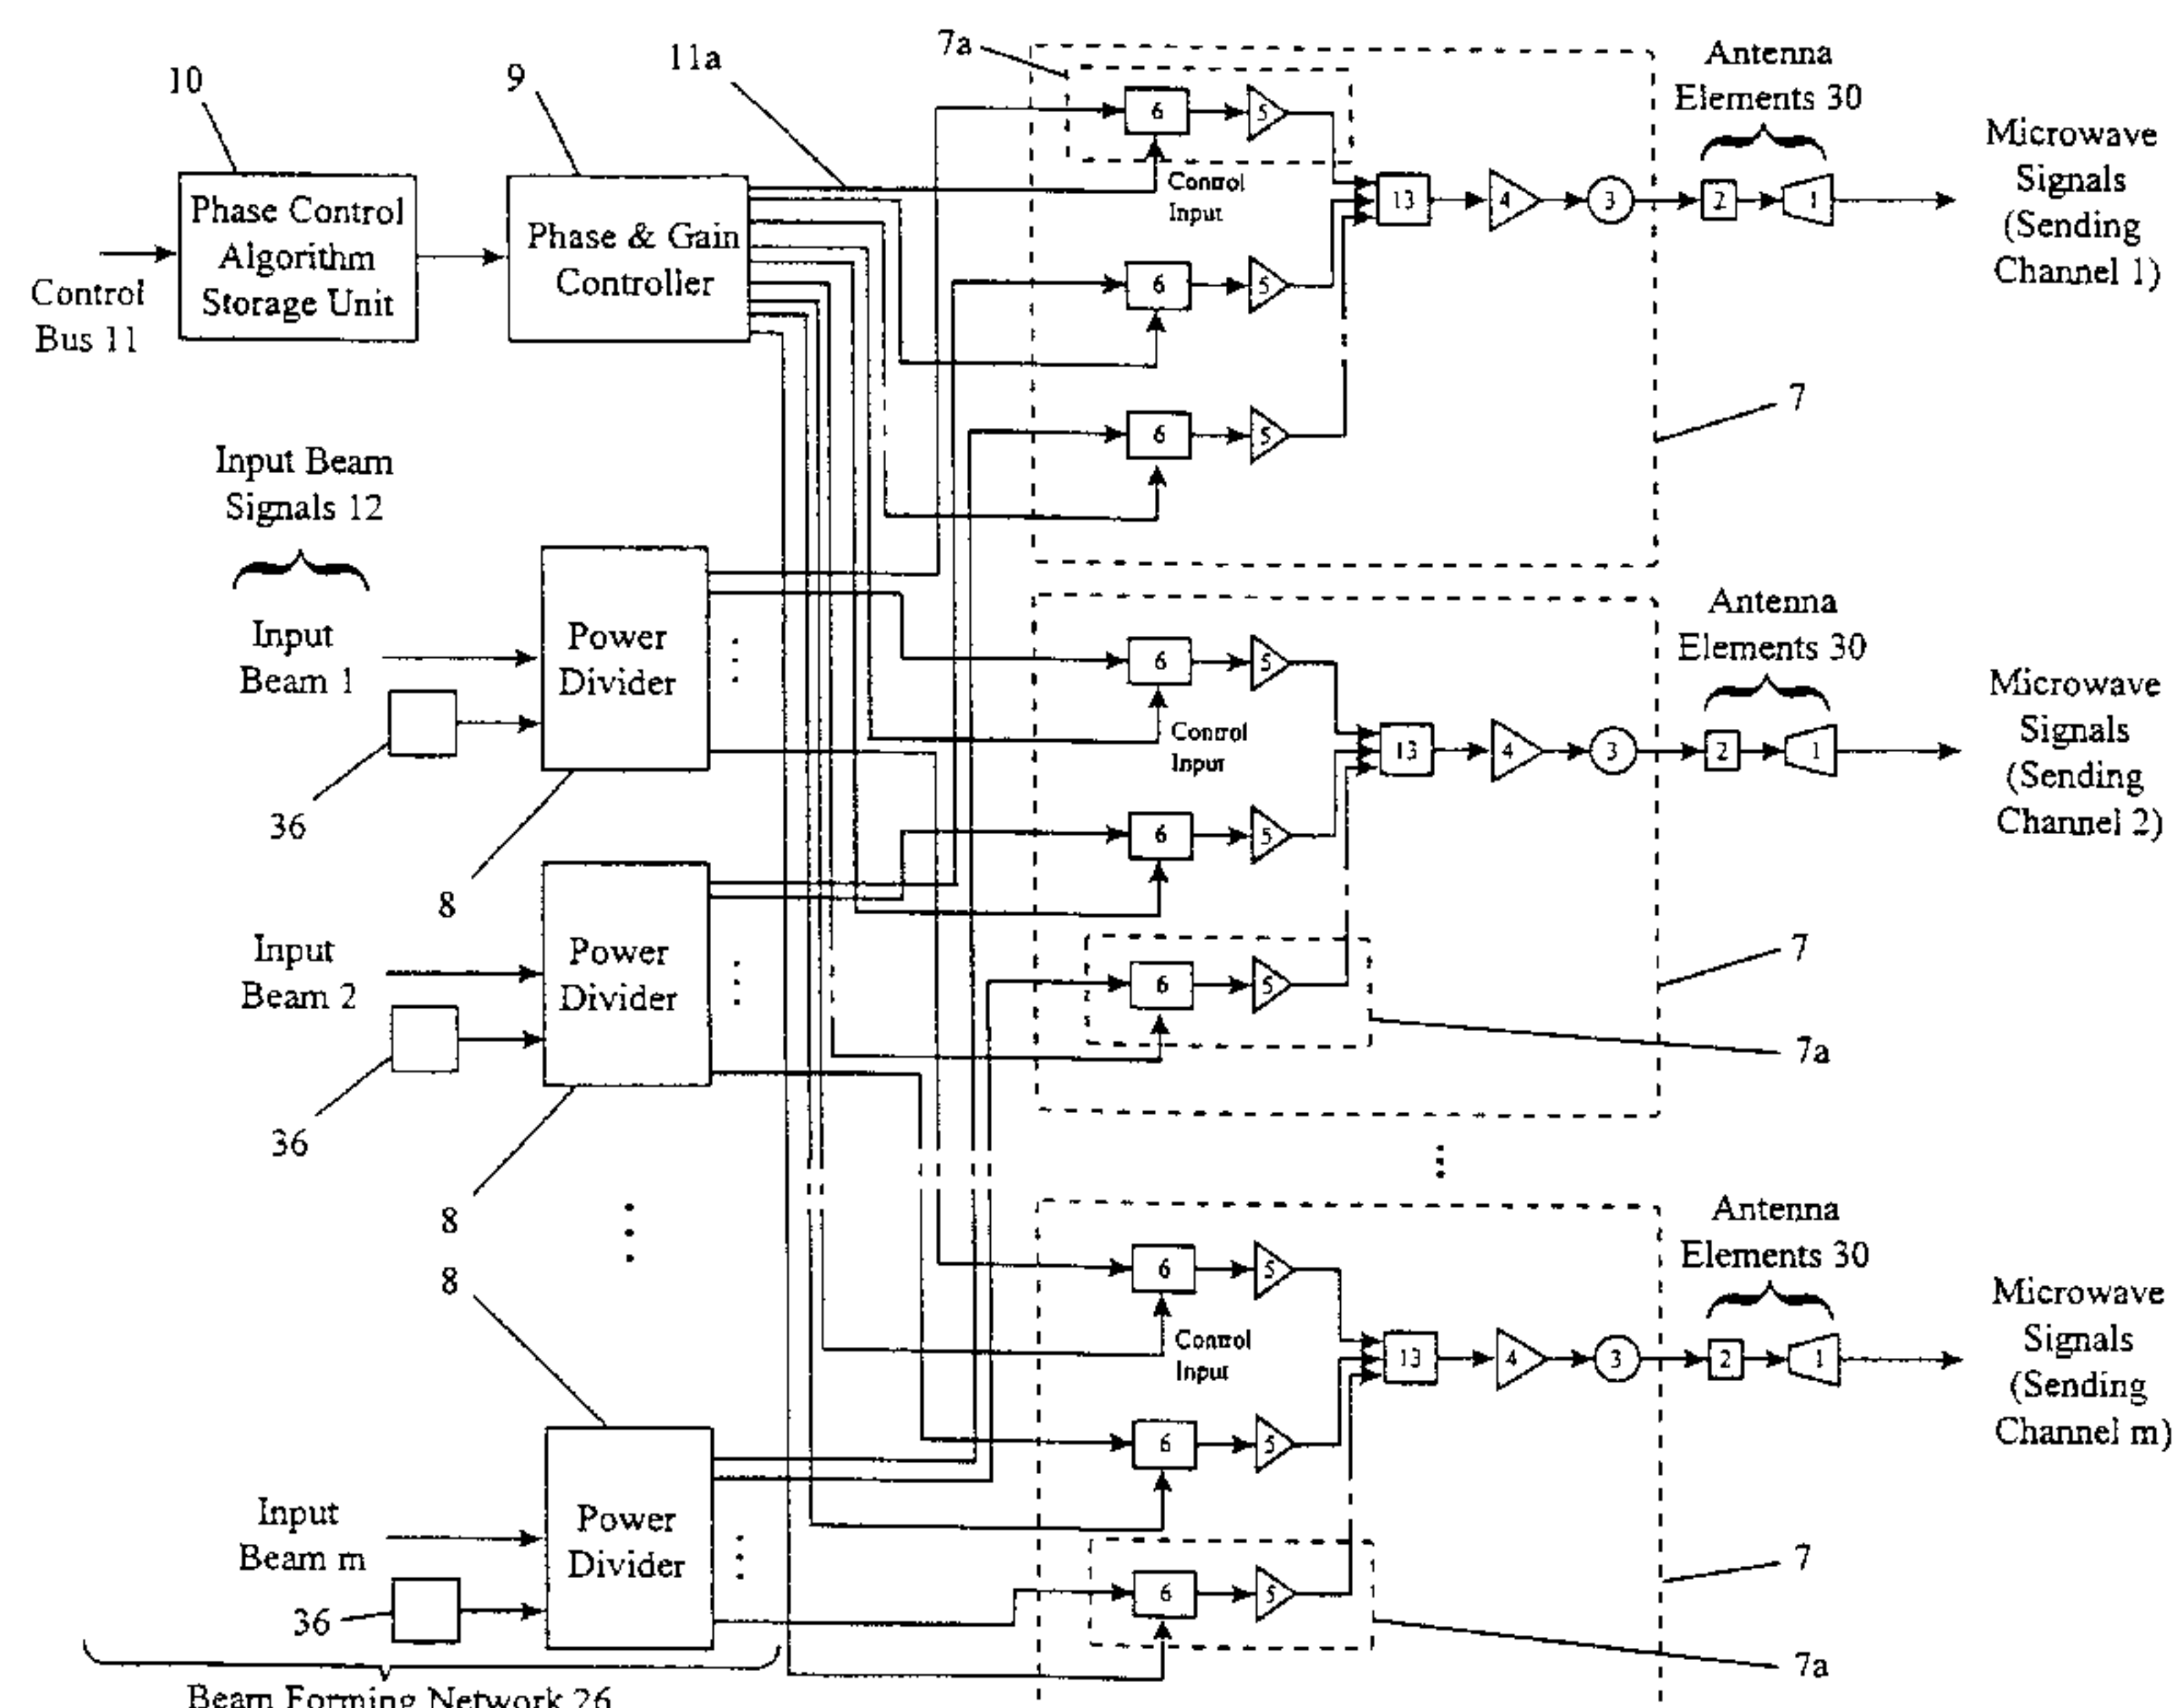 10
9
11a
7a
Antenna
Elements 30
Microwave
Signals
(Sending
Channel 1)
Phase Control
Algorithm
Storage Unit
Phase & Gain
Controller
Control
Bus 11
6
5
Control
Input
13
4
3
2
1
6
5
6
5
7
Input Beam
Signals 12
Input
Beam 1
Power
Divider
36
8
Antenna
Elements 30
Microwave
Signals
(Sending
Channel 2)
6
5
Control
Input
13
4
3
2
1
6
5
6
5
7
7a
Input
Beam 2
Power
Divider
36
8
8
Antenna
Elements 30
Microwave
Signals
(Sending
Channel m)
6
5
Control
Input
13
4
3
2
1
6
5
6
5
7
7a
Input
Beam m
Power
Divider
36
Beam Forming Network 26